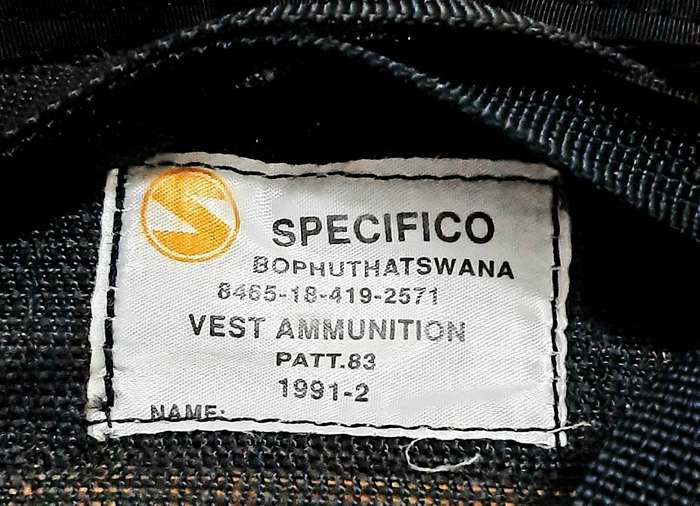 S
SPECIFICO
BOPHUTHATSWANA
8465-18-419-2571
VEST AMMUNITION
PATT.83
1991-2
NAME: